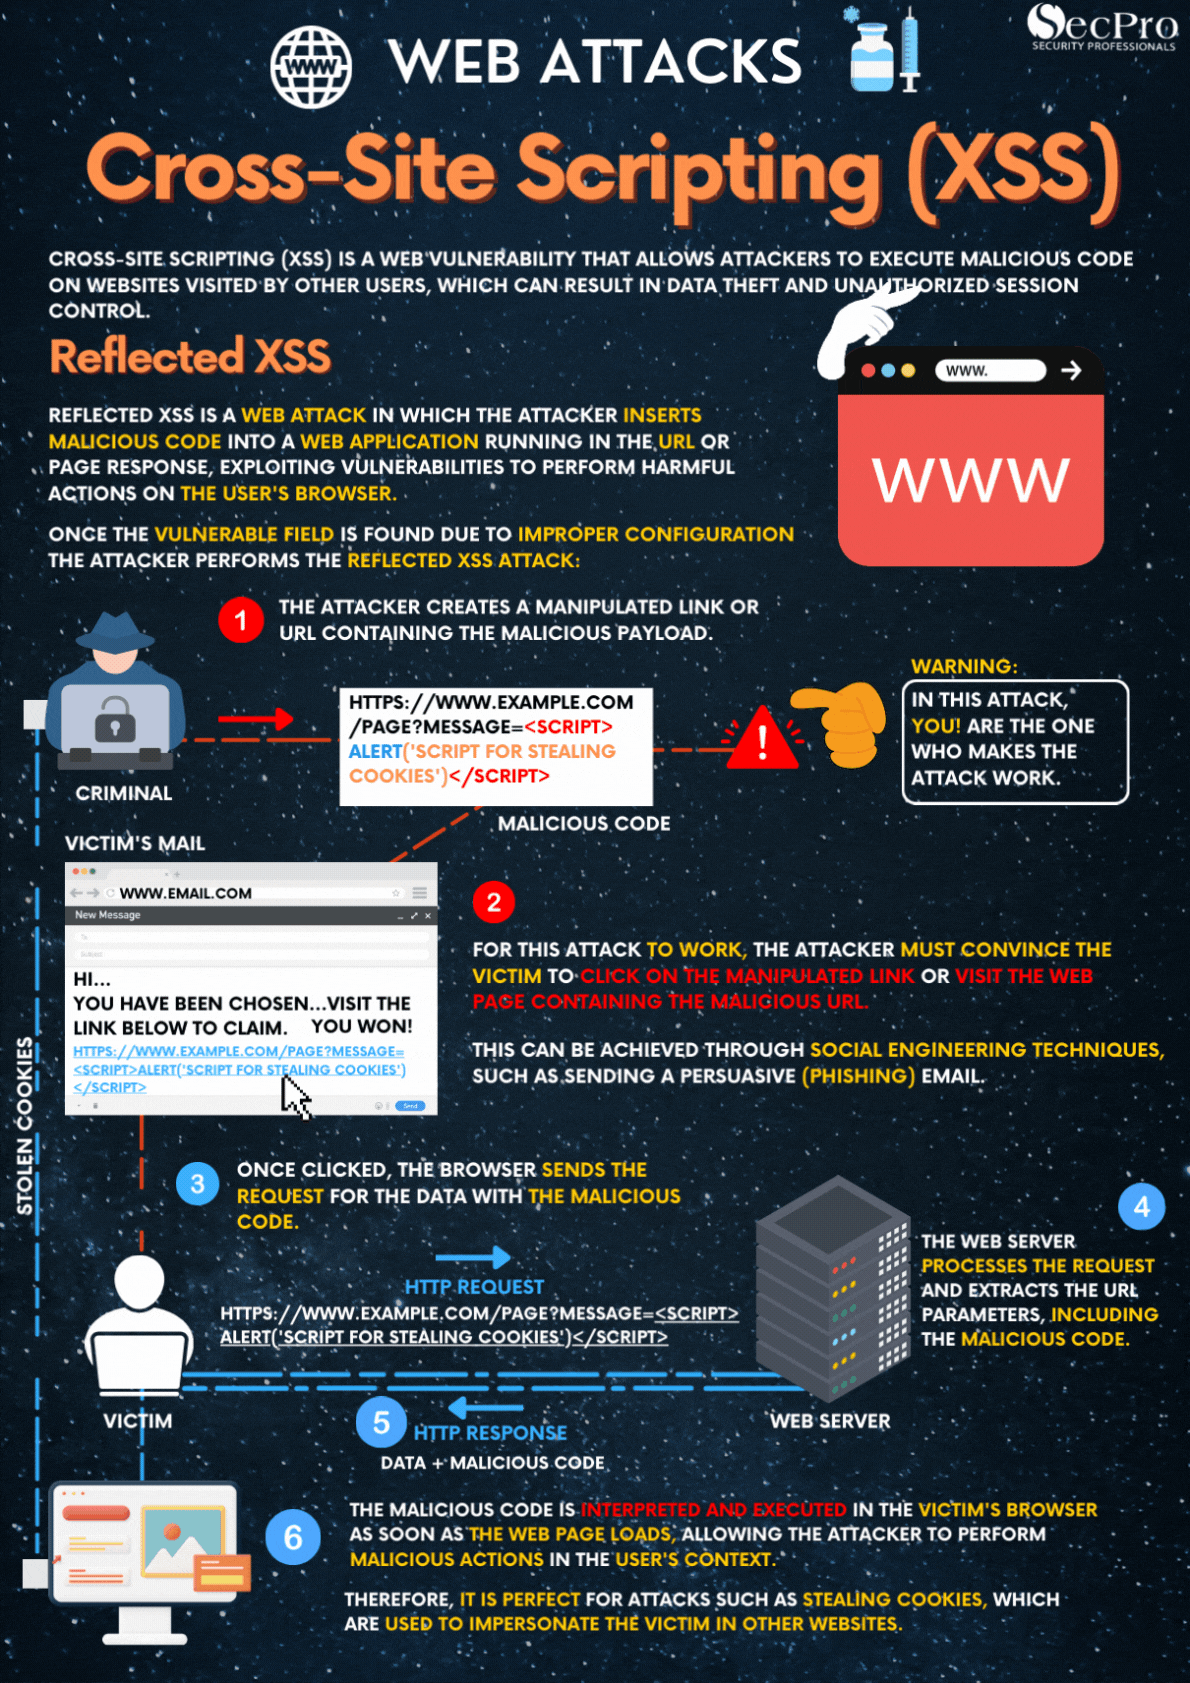 SecPro
SECURITY PROFESSIONALS
WWW
WEB ATTACKS
Cross-Site Scripting (XSS)
CROSS-SITE SCRIPTING (XSS) IS A WEB VULNERABILITY THAT ALLOWS ATTACKERS TO EXECUTE MALICIOUS CODE
ON WEBSITES VISITED BY OTHER USERS, WHICH CAN RESULT IN DATA THEFT AND UNAUTHORIZED SESSION
CONTROL.
Reflected XSS
WWW.
WWW
REFLECTED XSS IS A WEB ATTACK IN WHICH THE ATTACKER INSERTS
MALICIOUS CODE INTO A WEB APPLICATION RUNNING IN THE URL OR
PAGE RESPONSE, EXPLOITING VULNERABILITIES TO PERFORM HARMFUL
ACTIONS ON THE USER'S BROWSER.
ONCE THE VULNERABLE FIELD IS FOUND DUE TO IMPROPER CONFIGURATION
THE ATTACKER PERFORMS THE REFLECTED XSS ATTACK:
1
THE ATTACKER CREATES A MANIPULATED LINK OR
URL CONTAINING THE MALICIOUS PAYLOAD.
CRIMINAL
HTTPS://WWW.EXAMPLE.COM
/PAGE?MESSAGE=<SCRIPT>
ALERT('SCRIPT FOR STEALING
COOKIES')</SCRIPT>
MALICIOUS CODE
!
WARNING:
IN THIS ATTACK,
YOU! ARE THE ONE
WHO MAKES THE
ATTACK WORK.
VICTIM'S MAIL
WWW.EMAIL.COM
New Message
To
Subject
HI...
YOU HAVE BEEN CHOSEN...VISIT THE
LINK BELOW TO CLAIM. YOU WON!
HTTPS://WWW.EXAMPLE.COM/PAGE?MESSAGE=
<SCRIPT>ALERT('SCRIPT FOR STEALING COOKIES')
</SCRIPT>
Send
2
FOR THIS ATTACK TO WORK, THE ATTACKER MUST CONVINCE THE
VICTIM TO CLICK ON THE MANIPULATED LINK OR VISIT THE WEB
PAGE CONTAINING THE MALICIOUS URL.
THIS CAN BE ACHIEVED THROUGH SOCIAL ENGINEERING TECHNIQUES,
SUCH AS SENDING A PERSUASIVE (PHISHING) EMAIL.
STOLEN COOKIES
3
ONCE CLICKED, THE BROWSER SENDS THE
REQUEST FOR THE DATA WITH THE MALICIOUS
CODE.
HTTP REQUEST
HTTPS://WWW.EXAMPLE.COM/PAGE?MESSAGE=<SCRIPT>
ALERT('SCRIPT FOR STEALING COOKIES')</SCRIPT>
4
THE WEB SERVER
PROCESSES THE REQUEST
AND EXTRACTS THE URL
PARAMETERS, INCLUDING
THE MALICIOUS CODE.
VICTIM
WEB SERVER
5
HTTP RESPONSE
DATA + MALICIOUS CODE
6
THE MALICIOUS CODE IS INTERPRETED AND EXECUTED IN THE VICTIM'S BROWSER
AS SOON AS THE WEB PAGE LOADS, ALLOWING THE ATTACKER TO PERFORM
MALICIOUS ACTIONS IN THE USER'S CONTEXT.
THEREFORE, IT IS PERFECT FOR ATTACKS SUCH AS STEALING COOKIES, WHICH
ARE USED TO IMPERSONATE THE VICTIM IN OTHER WEBSITES.